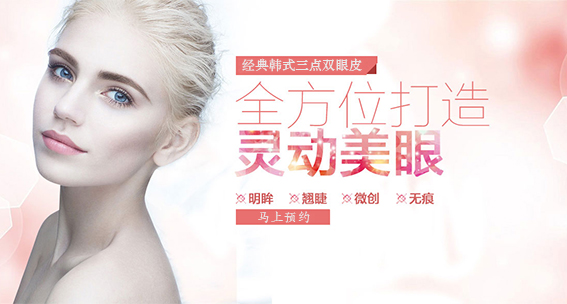 经典韩式三点双眼皮
全方位打造
灵动美眼
明眸 翘睫 微创 无痕
马上预约